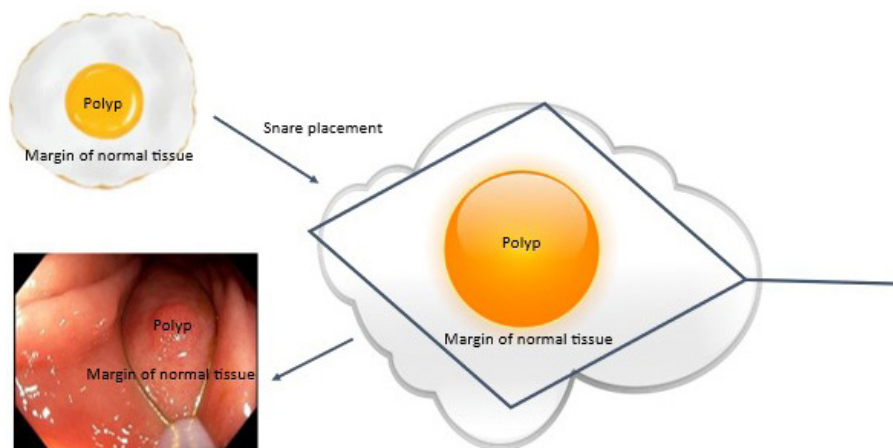 Polyp
Margin of normal tissue
Snare placement
Polyp
Margin of normal tissue
Polyp
Margin of normal tissue